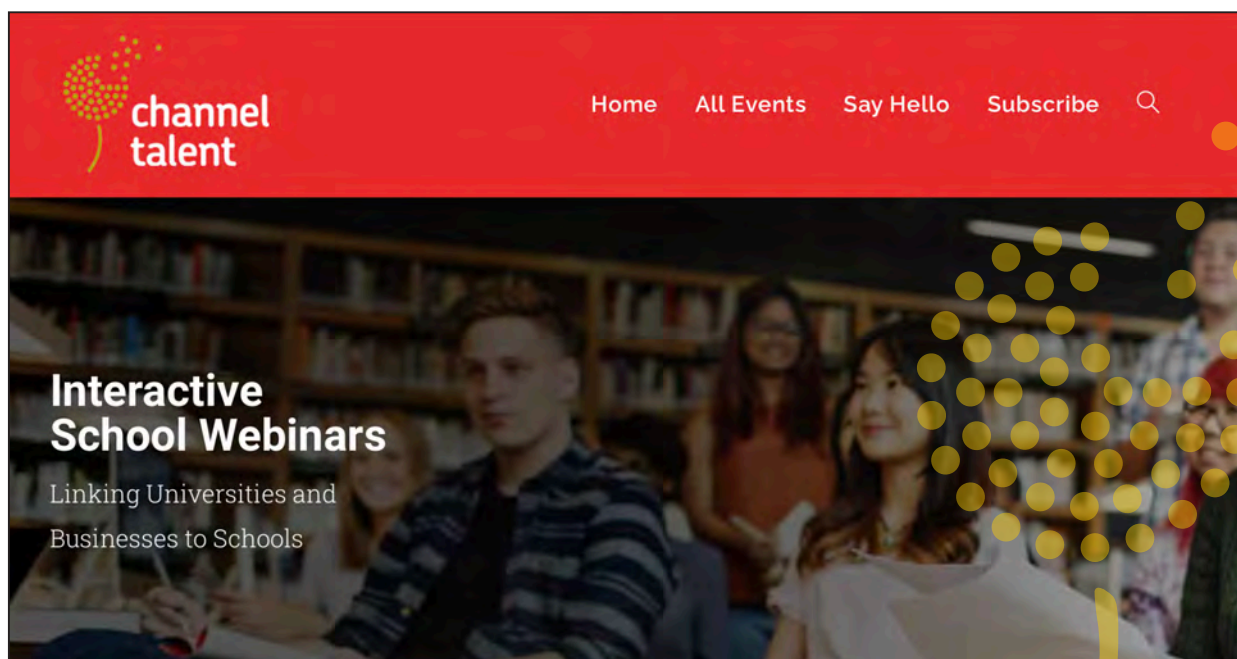 channel
talent
Home All Events Say Hello Subscribe
Interactive
School Webinars
Linking Universities and
Businesses to Schools